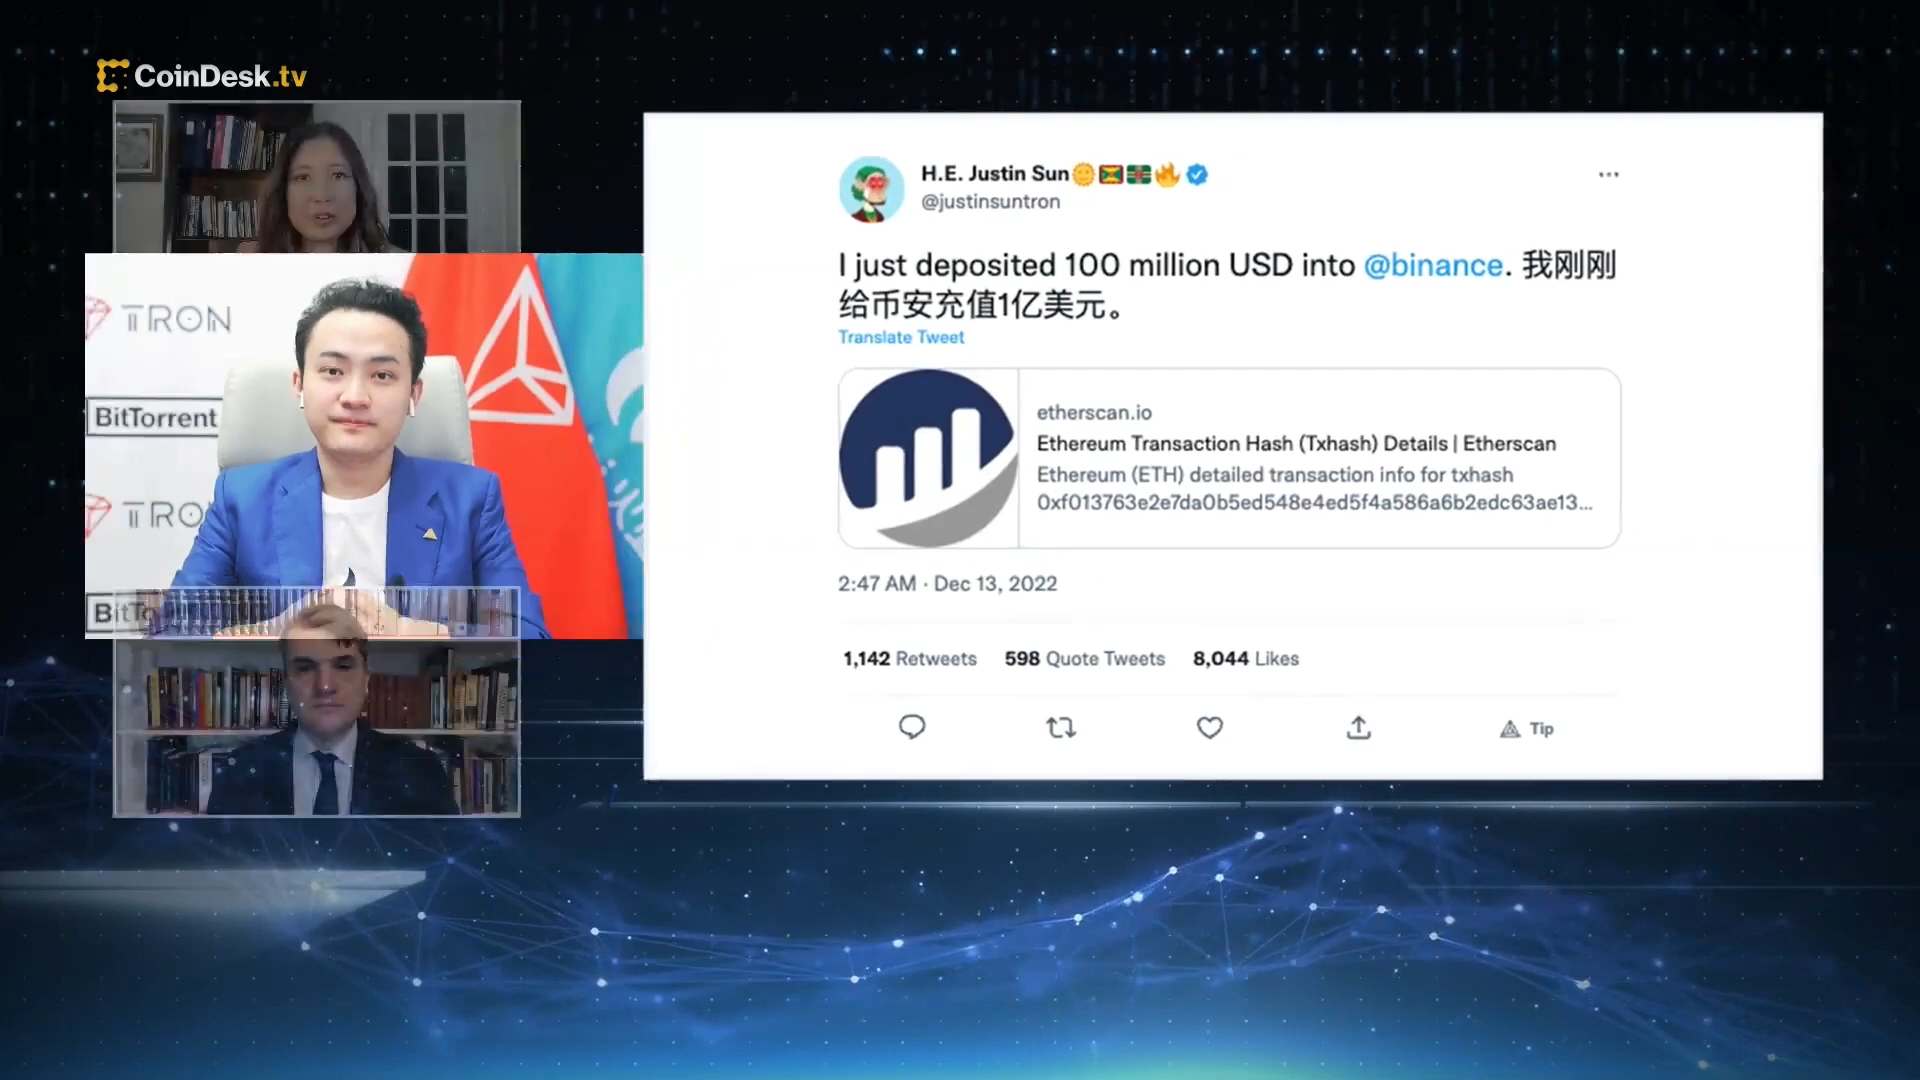 CoinDesk.tv
TRON
BitTorrent
TRO
BitTo
H.E. Justin Sun
@justinsuntron
I just deposited 100 million USD into @binance. 我刚刚
给币安充值1亿美元。
Translate Tweet
etherscan.io
Ethereum Transaction Hash (Txhash) Details | Etherscan
Ethereum (ETH) detailed transaction info for txhash
0xf013763e2e7da0b5ed548e4ed5f4a586a6b2edc63ae13...
2:47 AM · Dec 13, 2022
1,142 Retweets 598 Quote Tweets 8,044 Likes
Tip